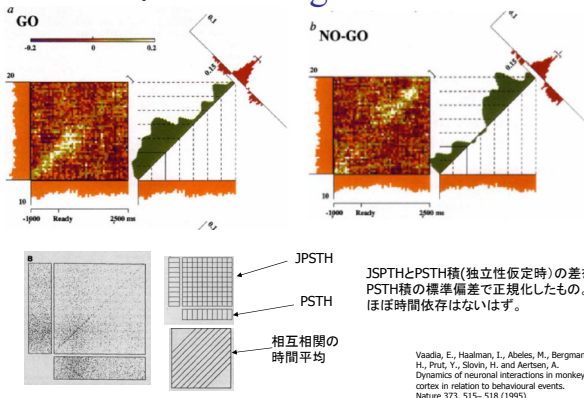 a
GO
-0.2
0
0.2
0.1
0.15
20
10
-1000
Ready
2500 ms
0.1
b
NO-GO
0.1
0.15
20
10
-1000
Ready
2500 ms
B
JPSTH
PSTH
相互相関の
時間平均
JSPTHとPSTH積(独立性仮定時)の差を
PSTH積の標準偏差で正規化したもの。
ほぼ時間依存はないはず。
Vaadia, E., Haalman, I., Abeles, M., Bergman,
H., Prut, Y., Slovin, H. and Aertsen, A.
Dynamics of neuronal interactions in monkey
cortex in relation to behavioural events.
Nature 373, 515– 518 (1995)